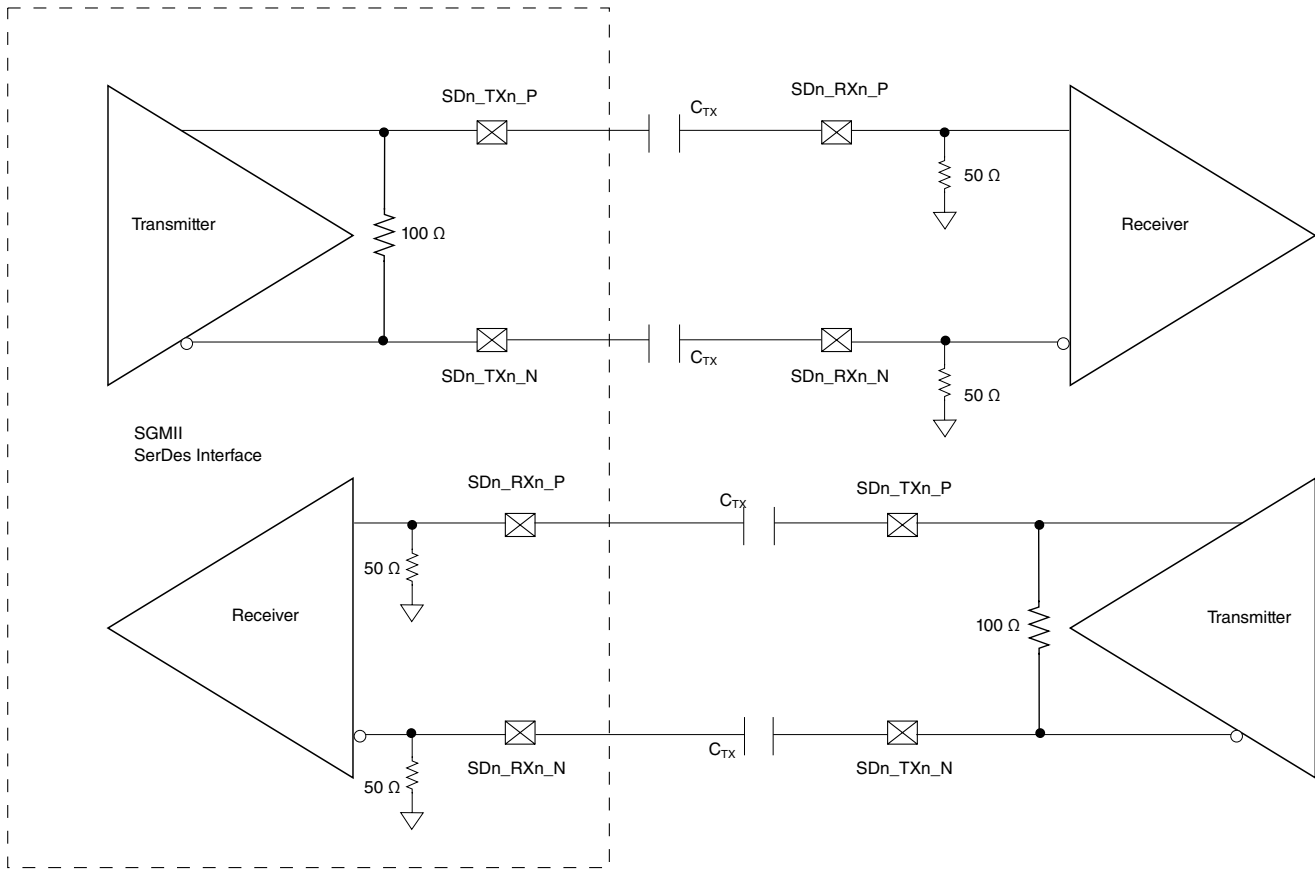 SDn_TXn_P
C_TX
SDn_RXn_P
50 Ω
Transmitter
100 Ω
Receiver
SDn_TXn_N
C_TX
SDn_RXn_N
50 Ω
SGMII
SerDes Interface
SDn_RXn_P
C_TX
SDn_TXn_P
50 Ω
Receiver
100 Ω
Transmitter
SDn_RXn_N
C_TX
SDn_TXn_N
50 Ω